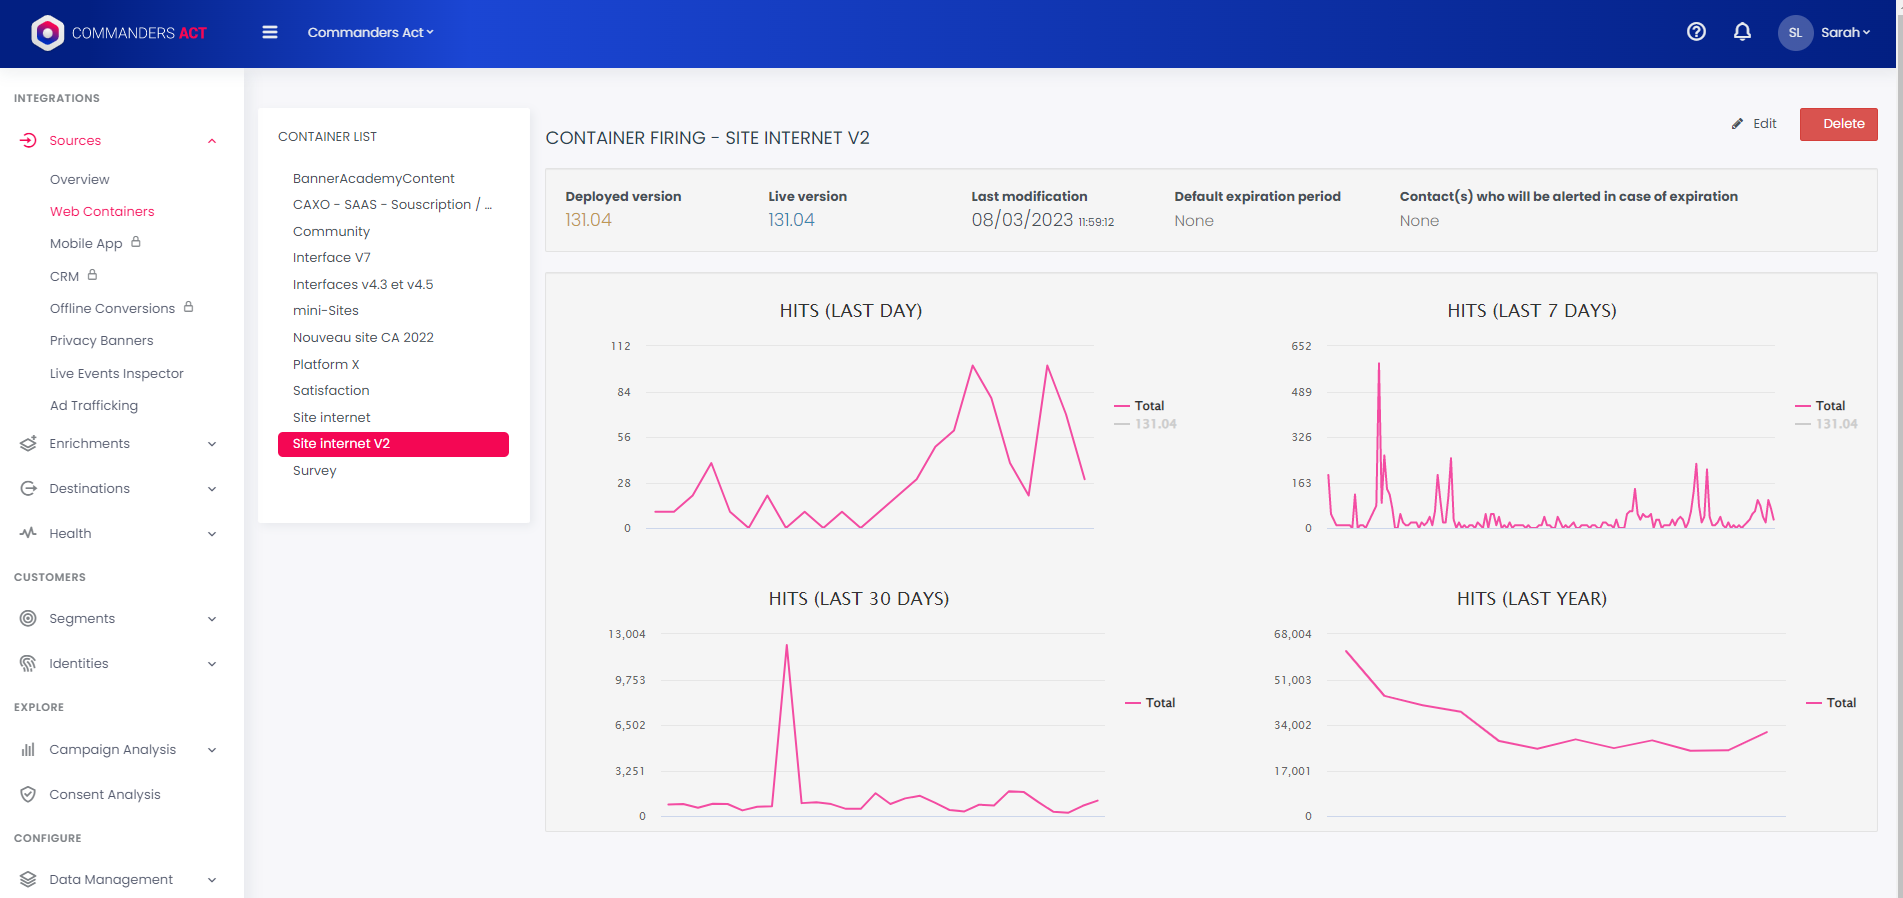 COMMANDERS ACT
Commanders Act
SL
Sarah
INTEGRATIONS
Sources
Overview
Web Containers
Mobile App
CRM
Offline Conversions
Privacy Banners
Live Events Inspector
Ad Trafficking
Enrichments
Destinations
Health
CUSTOMERS
Segments
Identities
EXPLORE
Campaign Analysis
Consent Analysis
CONFIGURE
Data Management
CONTAINER LIST
BannerAcademyContent
CAXO - SAAS - Souscription / ...
Community
Interface V7
Interfaces v4.3 et v4.5
mini-Sites
Nouveau site CA 2022
Platform X
Satisfaction
Site internet
Site internet V2
Survey
CONTAINER FIRING - SITE INTERNET V2
Edit
Delete
Deployed version
131.04
Live version
131.04
Last modification
08/03/2023 11:59:12
Default expiration period
None
Contact(s) who will be alerted in case of expiration
None
HITS (LAST DAY)
112
84
56
28
0
Total
131.04
HITS (LAST 7 DAYS)
652
489
326
163
0
Total
131.04
HITS (LAST 30 DAYS)
13,004
9,753
6,502
3,251
0
Total
HITS (LAST YEAR)
68,004
51,003
34,002
17,001
0
Total